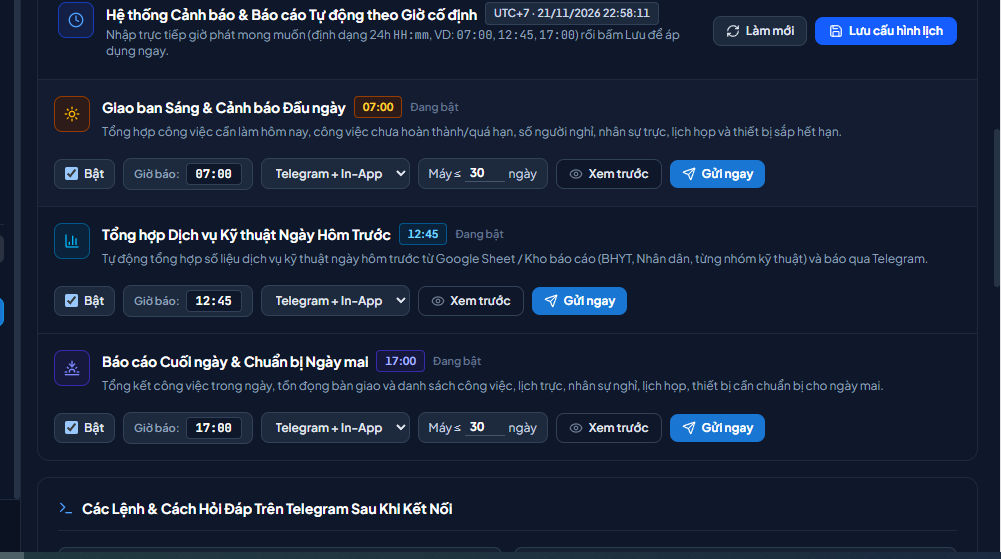 Hệ thống Cảnh báo & Báo cáo Tự động theo Giờ cố định UTC+7 · 21/11/2026 22:58:11
Nhập trực tiếp giờ phát mong muốn (định dạng 24h HH:mm, VD: 07:00, 12:45, 17:00) rồi bấm Lưu để áp
dụng ngay.
Làm mới
Lưu cấu hình lịch
Giao ban Sáng & Cảnh báo Đầu ngày 07:00 Đang bật
Tổng hợp công việc cần làm hôm nay, công việc chưa hoàn thành/quá hạn, số người nghỉ, nhân sự trực, lịch họp và thiết bị sắp hết hạn.
Bật Giờ báo: 07:00 Telegram + In-App Máy ≤ 30 ngày Xem trước Gửi ngay
Tổng hợp Dịch vụ Kỹ thuật Ngày Hôm Trước 12:45 Đang bật
Tự động tổng hợp số liệu dịch vụ kỹ thuật ngày hôm trước từ Google Sheet / Kho báo cáo (BHYT, Nhân dân, từng nhóm kỹ thuật) và báo qua Telegram.
Bật Giờ báo: 12:45 Telegram + In-App Xem trước Gửi ngay
Báo cáo Cuối ngày & Chuẩn bị Ngày mai 17:00 Đang bật
Tổng kết công việc trong ngày, tồn đọng bàn giao và danh sách công việc, lịch trực, nhân sự nghỉ, lịch họp, thiết bị cần chuẩn bị cho ngày mai.
Bật Giờ báo: 17:00 Telegram + In-App Máy ≤ 30 ngày Xem trước Gửi ngay
Các Lệnh & Cách Hỏi Đáp Trên Telegram Sau Khi Kết Nối